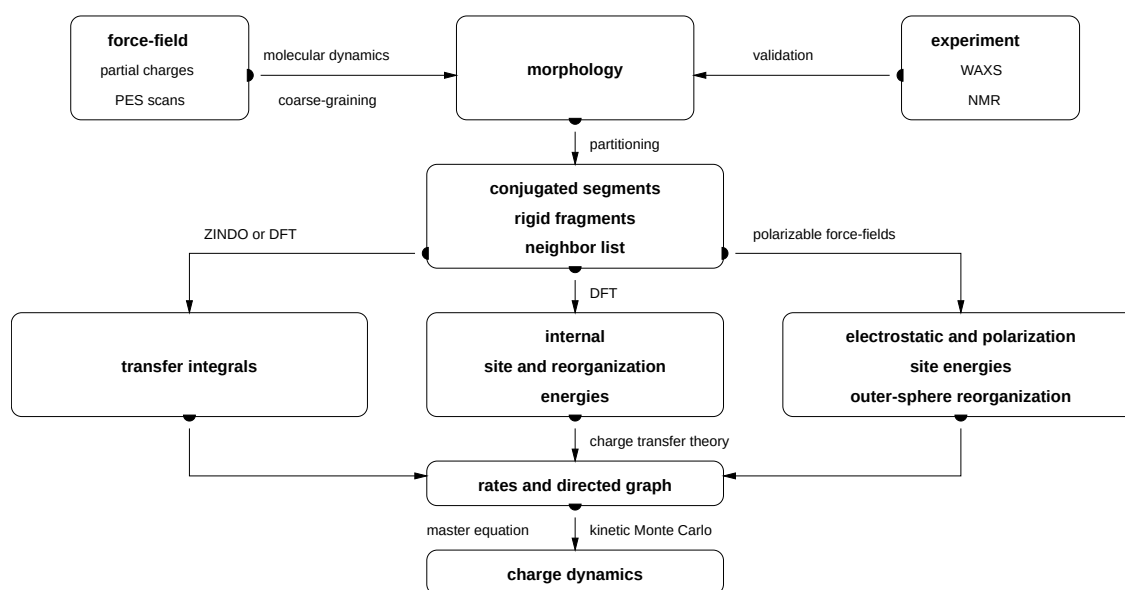 force-field
partial charges
PES scans
molecular dynamics
coarse-graining
morphology
validation
experiment
WAXS
NMR
partitioning
conjugated segments
rigid fragments
neighbor list
ZINDO or DFT
polarizable force-fields
DFT
transfer integrals
internal
site and reorganization
energies
electrostatic and polarization
site energies
outer-sphere reorganization
charge transfer theory
rates and directed graph
master equation
kinetic Monte Carlo
charge dynamics